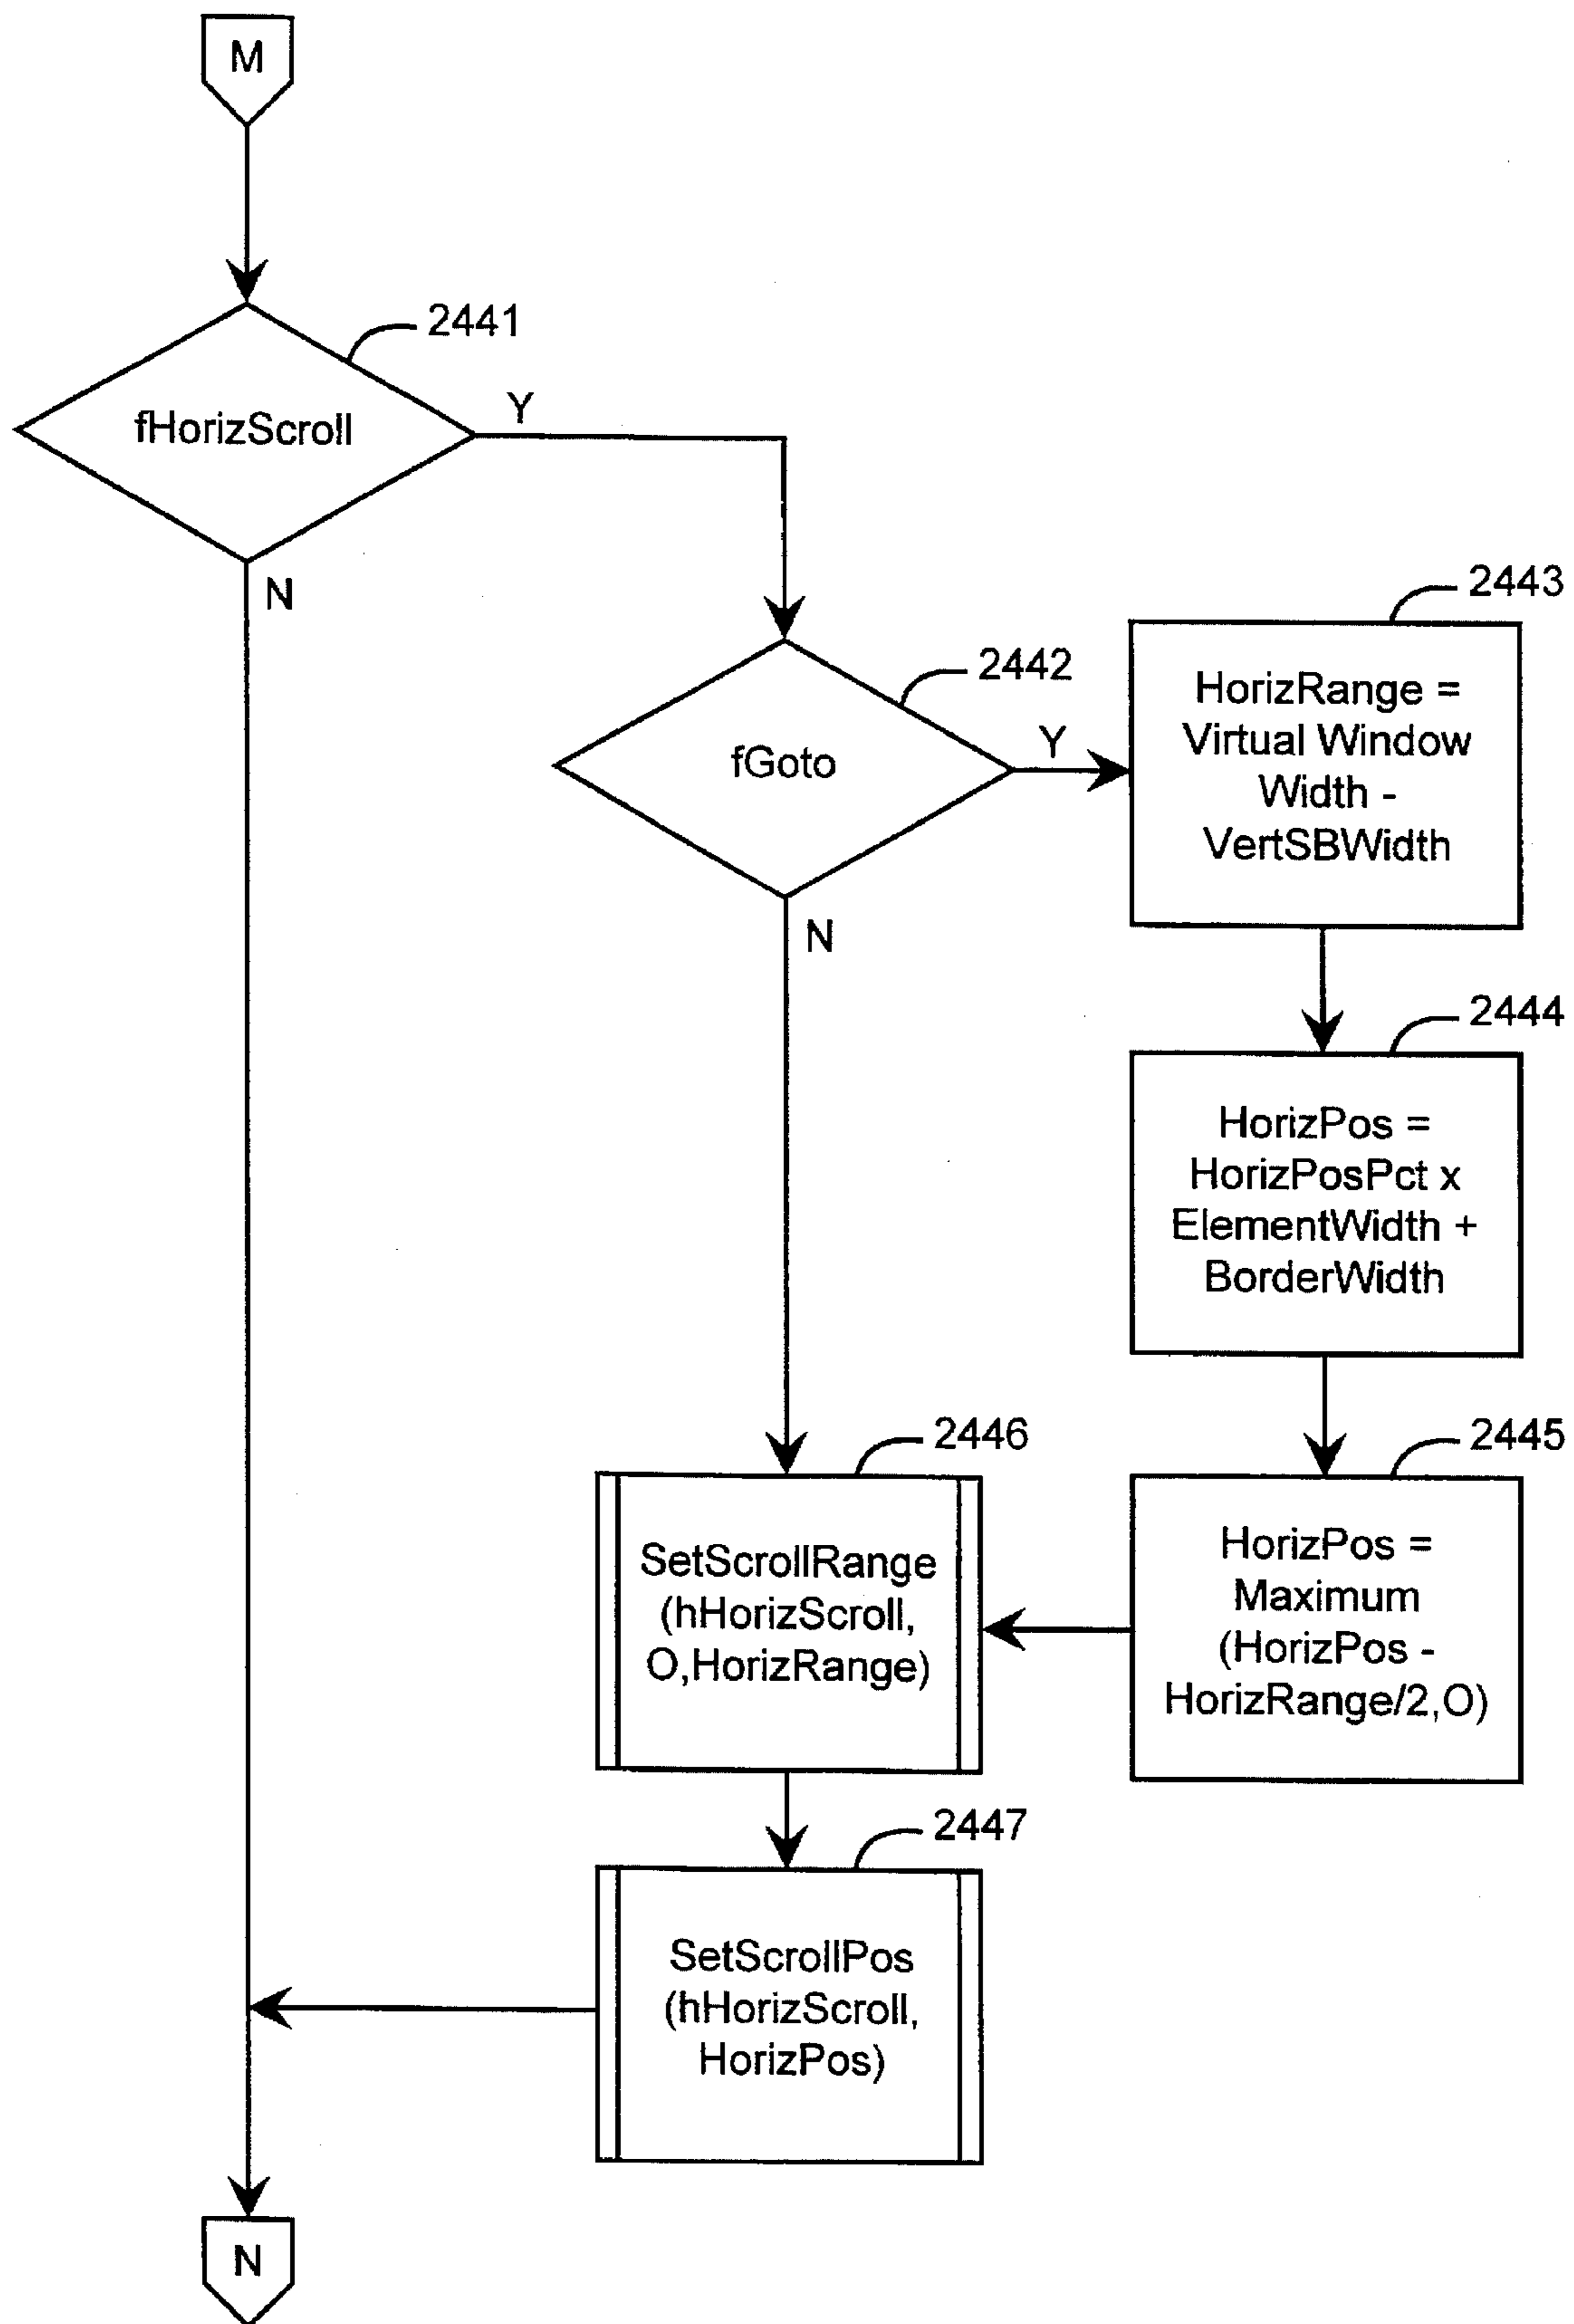 M
2441
fHorizScroll
Y
N
2443
2442
HorizRange =
Virtual Window
Width -
VertSBWidth
fGoto
Y
N
2444
HorizPos =
HorizPosPct x
ElementWidth +
BorderWidth
2446
2445
SetScrollRange
(hHorizScroll,
O,HorizRange)
HorizPos =
Maximum
(HorizPos -
HorizRange/2,O)
2447
SetScrollPos
(hHorizScroll,
HorizPos)
N